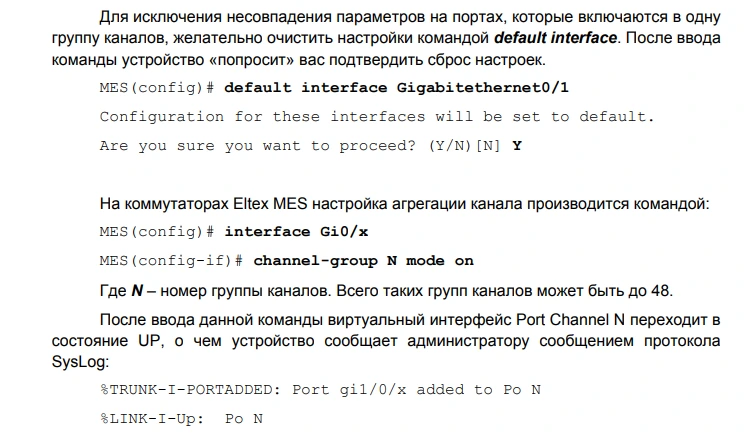 Для исключения несовпадения параметров на портах, которые включаются в одну
группу каналов, желательно очистить настройки командой default interface. После ввода
команды устройство «попросит» вас подтвердить сброс настроек.
MES(config)# default interface Gigabitethernet0/1
Configuration for these interfaces will be set to default.
Are you sure you want to proceed? (Y/N)[N] Y
На коммутаторах Eltex MES настройка агрегации канала производится командой:
MES(config)# interface Gi0/x
MES(config-if)# channel-group N mode on
Где N – номер группы каналов. Всего таких групп каналов может быть до 48.
После ввода данной команды виртуальный интерфейс Port Channel N переходит в
состояние UP, о чем устройство сообщает администратору сообщением протокола
SysLog:
%TRUNK-I-PORTADDED: Port gi1/0/x added to Po N
%LINK-I-Up: Po N